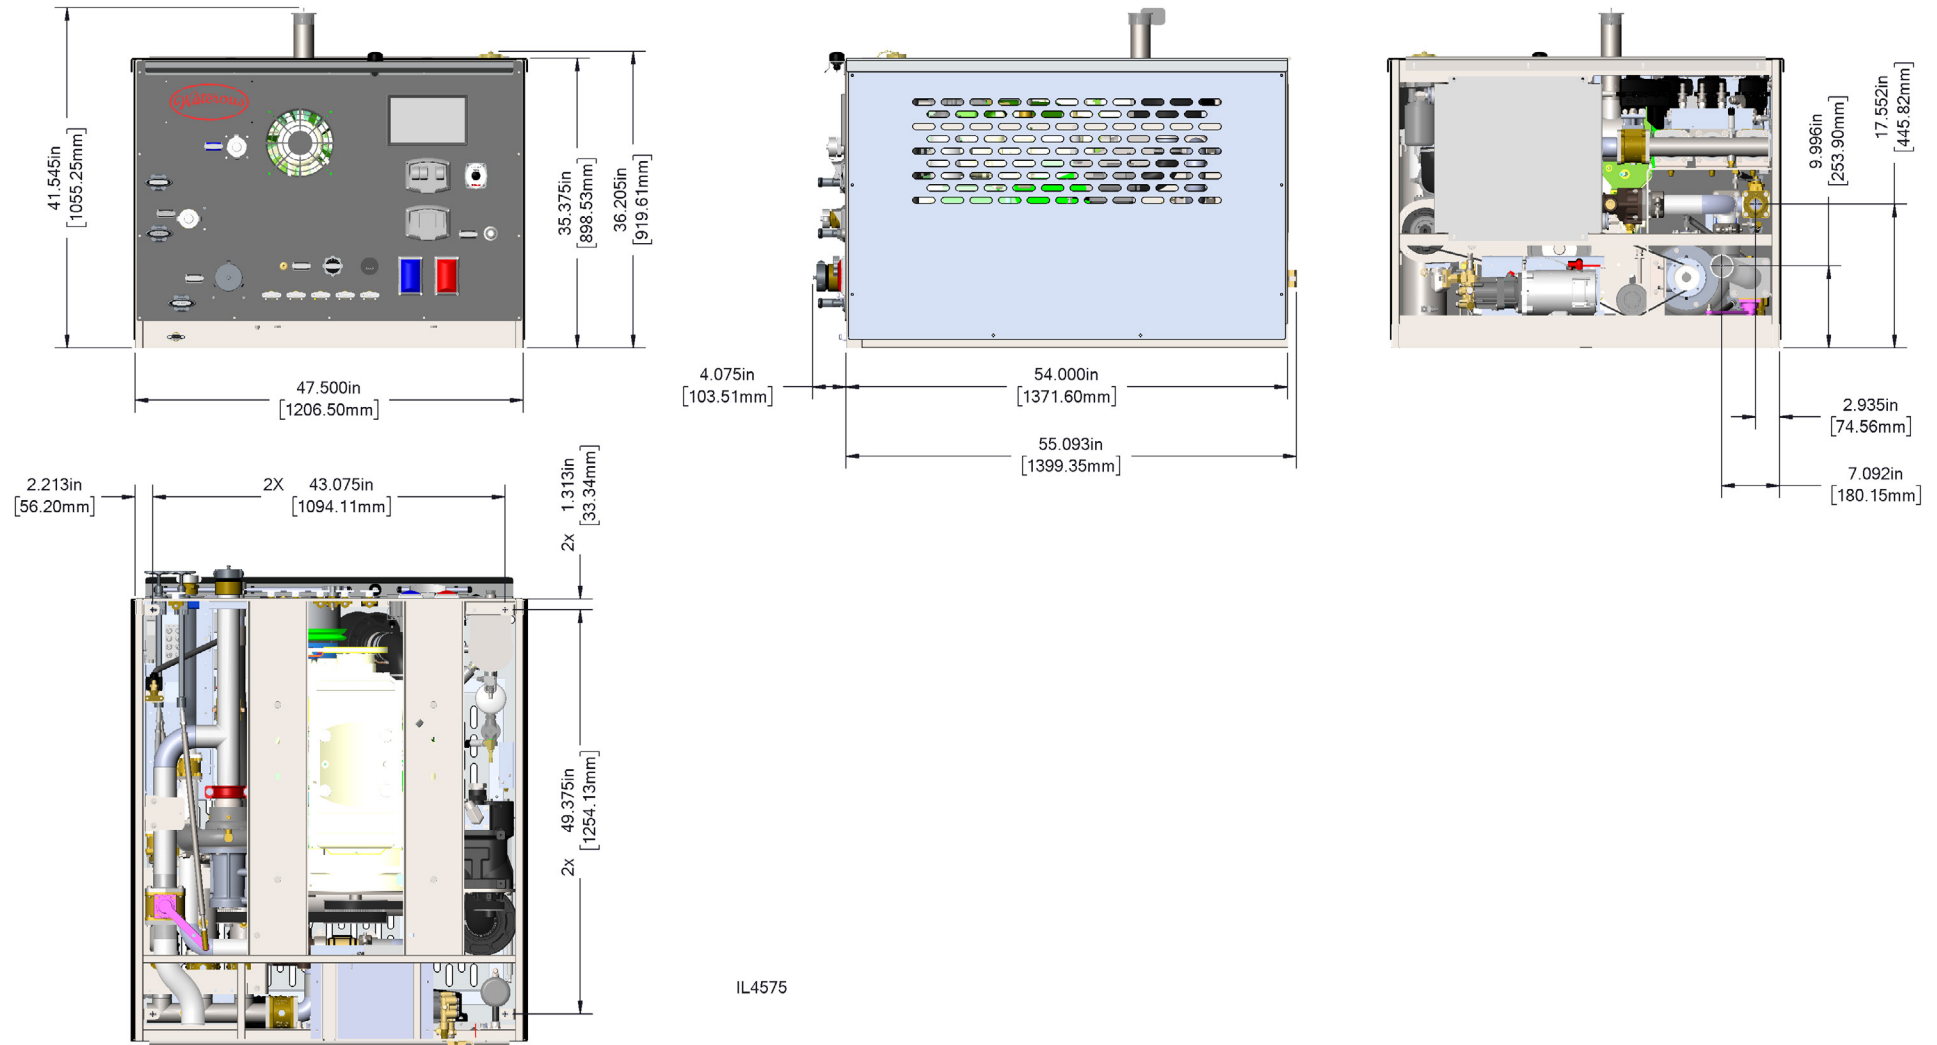 41.545in
[1055.25mm]
35.375in
[898.53mm]
36.205in
[919.61mm]
47.500in
[1206.50mm]
4.075in
[103.51mm]
54.000in
[1371.60mm]
55.093in
[1399.35mm]
9.996in
[253.90mm]
17.552in
[445.82mm]
2.935in
[74.56mm]
7.092in
[180.15mm]
2.213in
[56.20mm]
2X 43.075in
[1094.11mm]
2x 1.313in
[33.34mm]
2x 49.375in
[1254.13mm]
IL4575